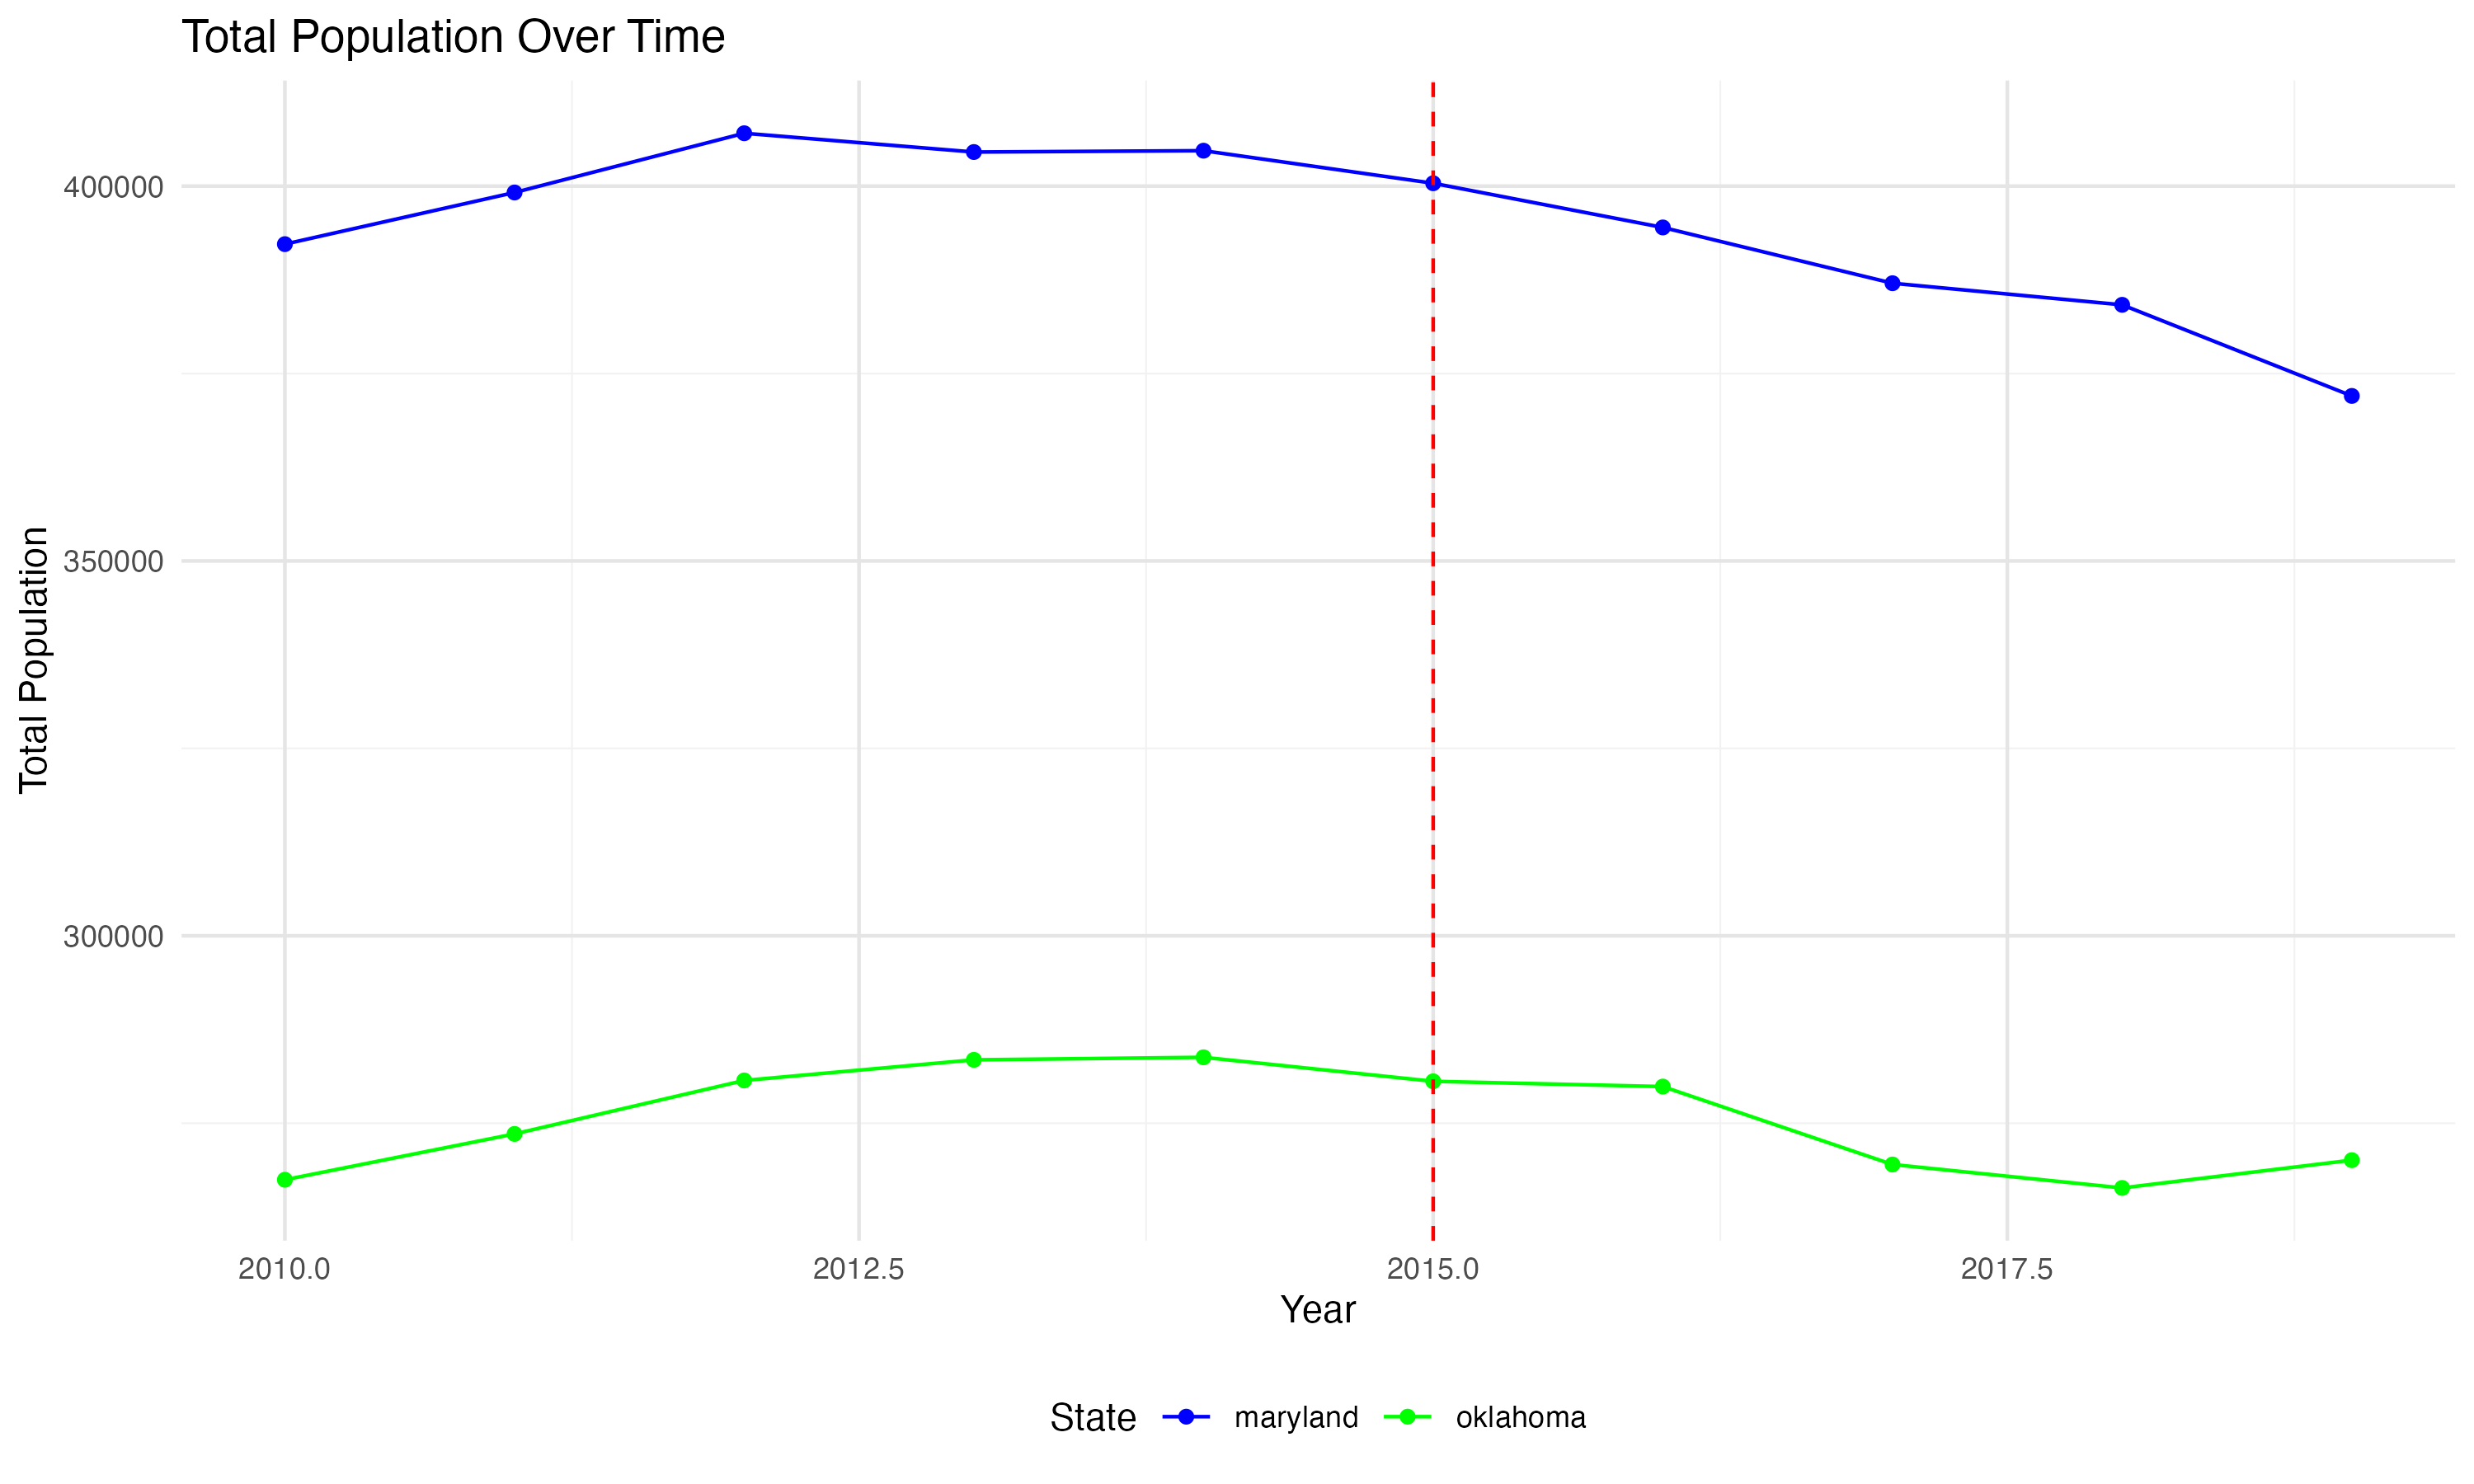 Total Population Over Time
Total Population
400000
350000
300000
2010.0 2012.5 2015.0 2017.5
Year
State maryland oklahoma